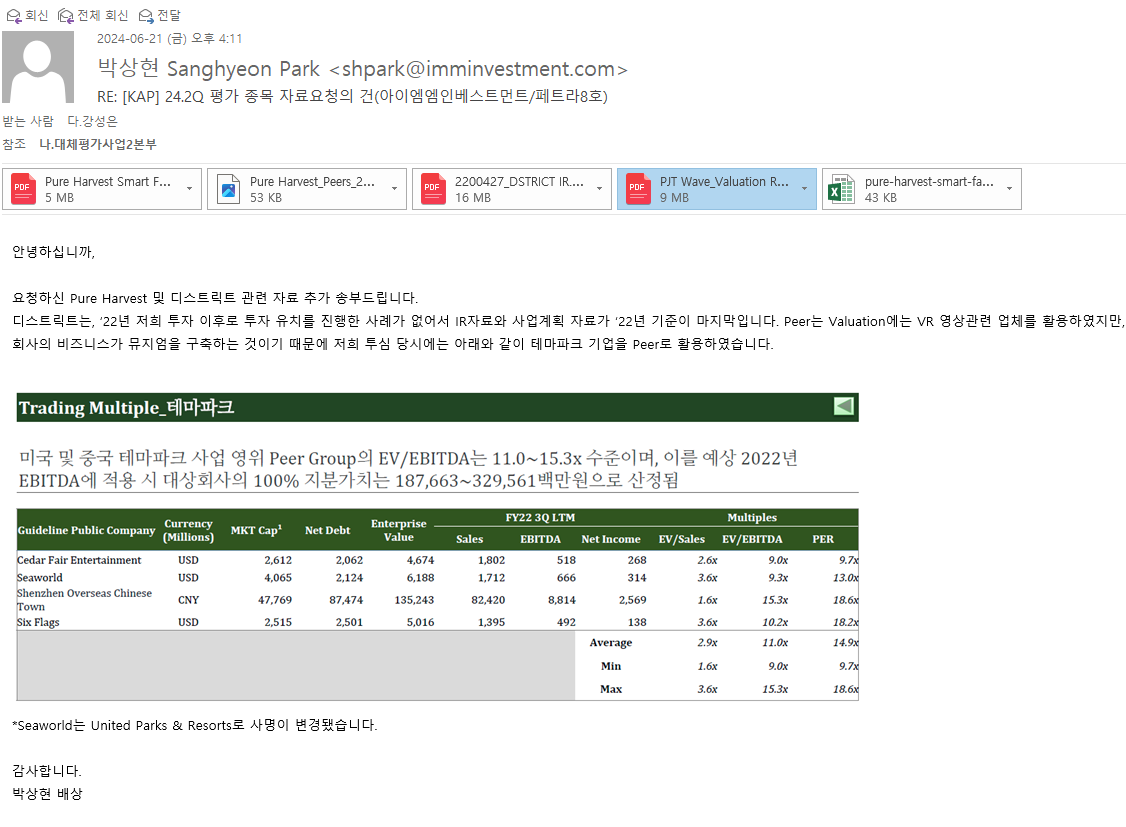 회신 전체 회신 전달
2024-06-21 (금) 오후 4:11
박상현 Sanghyeon Park <shpark@imminvestment.com>
RE: [KAP] 24.2Q 평가 종목 자료요청의 건(아이엠엠인베스트먼트/페트라8호)
받는 사람 다.강성은
참조 나.대체평가사업2본부
PDF Pure Harvest Smart F... 5 MB
Pure Harvest_Peers_2... 53 KB
PDF 2200427_DSTRICT IR.... 16 MB
PDF PJT Wave_Valuation R... 9 MB
pure-harvest-smart-fa... 43 KB
안녕하십니까,
요청하신 Pure Harvest 및 디스트릭트 관련 자료 추가 송부드립니다.
디스트릭트는, ‘22년 저희 투자 이후로 투자 유치를 진행한 사례가 없어서 IR자료와 사업계획 자료가 ’22년 기준이 마지막입니다. Peer는 Valuation에는 VR 영상관련 업체를 활용하였지만,
회사의 비즈니스가 뮤지엄을 구축하는 것이기 때문에 저희 투심 당시에는 아래와 같이 테마파크 기업을 Peer로 활용하였습니다.
Trading Multiple_테마파크
미국 및 중국 테마파크 사업 영위 Peer Group의 EV/EBITDA는 11.0~15.3x 수준이며, 이를 예상 2022년
EBITDA에 적용 시 대상회사의 100% 지분가치는 187,663~329,561백만원으로 산정됨
Guideline Public Company Currency (Millions) MKT Cap¹ Net Debt Enterprise Value FY22 3Q LTM Multiples
Sales EBITDA Net Income EV/Sales EV/EBITDA PER
Cedar Fair Entertainment USD 2,612 2,062 4,674 1,802 518 268 2.6x 9.0x 9.7x
Seaworld USD 4,065 2,124 6,188 1,712 666 314 3.6x 9.3x 13.0x
Shenzhen Overseas Chinese Town CNY 47,769 87,474 135,243 82,420 8,814 2,569 1.6x 15.3x 18.6x
Six Flags USD 2,515 2,501 5,016 1,395 492 138 3.6x 10.2x 18.2x
Average 2.9x 11.0x 14.9x
Min 1.6x 9.0x 9.7x
Max 3.6x 15.3x 18.6x
*Seaworld는 United Parks & Resorts로 사명이 변경됐습니다.
감사합니다.
박상현 배상